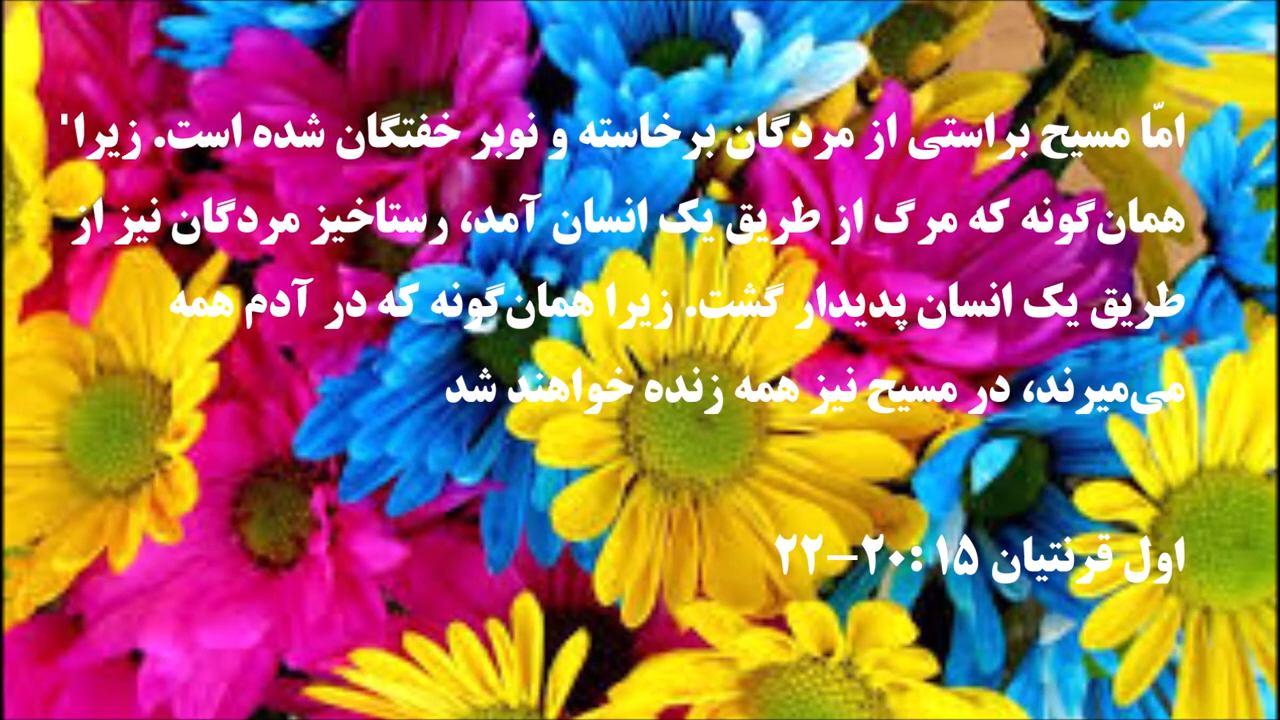 امّا مسیح براستی از مردگان برخاسته و نوبر خفتگان شده است. زیرا'
همان‌گونه که مرگ از طریق یک انسان آمد، رستاخیز مردگان نیز از
طریق یک انسان پدیدار گشت. زیرا همان‌گونه که در آدم همه
می‌میرند، در مسیح نیز همه زنده خواهند شد
اول قرنتیان ۱۵ :۲۰-۲۲